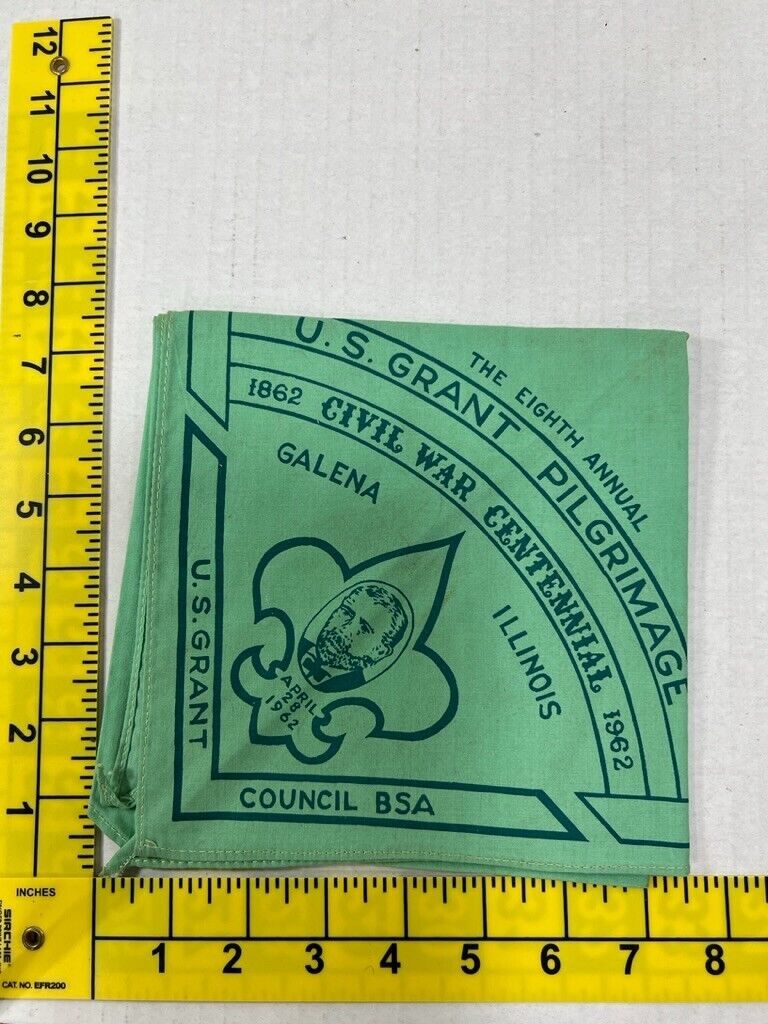 THE EIGHTH ANNUAL
U.S. GRANT PILGRIMAGE
1862 CIVIL WAR CENTENNIAL 1962
GALENA
ILLINOIS
APRIL
28
1962
U.S. GRANT
COUNCIL BSA
12
11
10
9
8
7
6
5
4
3
2
1
INCHES
SIRCHIE
CAT. NO. EFR200
1 2 3 4 5 6 7 8